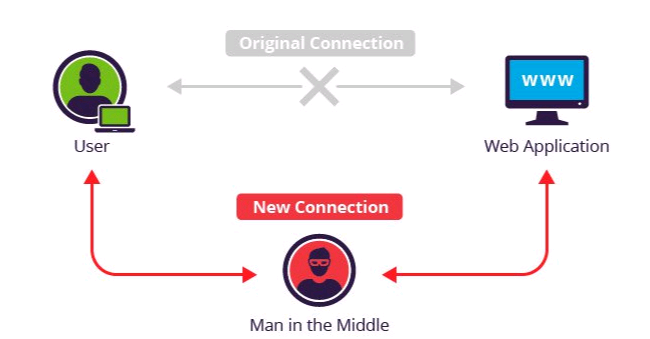 Original Connection
WWW
User
Web Application
New Connection
Man in the Middle